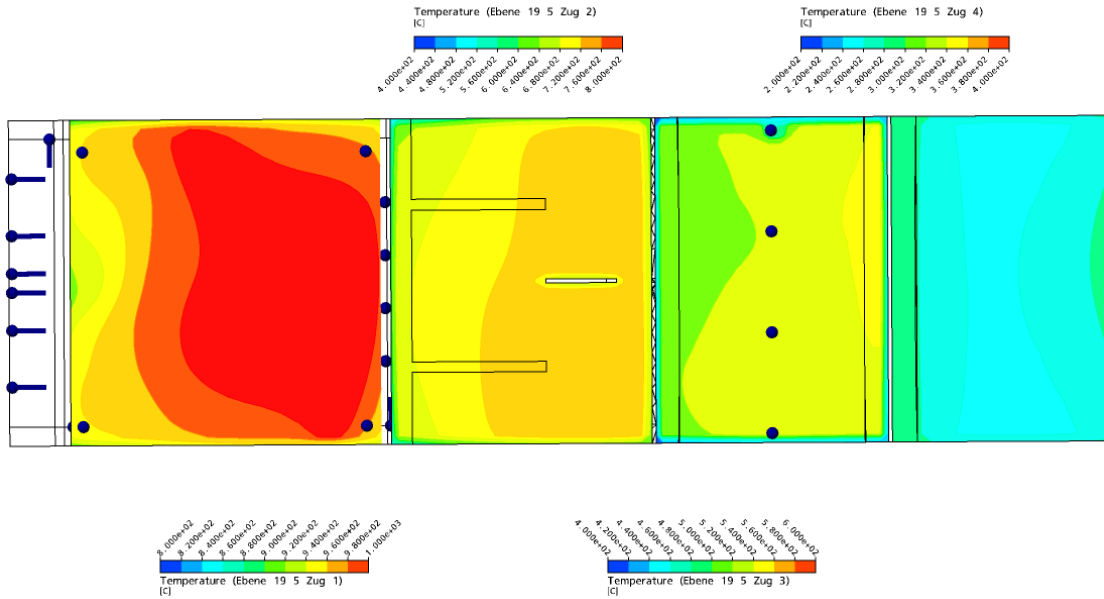 Temperature (Ebene 19 5 Zug 2)
[C]
4.000e+02
4.400e+02
4.800e+02
5.200e+02
5.600e+02
6.000e+02
6.400e+02
6.800e+02
7.200e+02
7.600e+02
8.000e+02
Temperature (Ebene 19 5 Zug 4)
[C]
2.000e+02
2.200e+02
2.400e+02
2.600e+02
2.800e+02
3.000e+02
3.200e+02
3.400e+02
3.600e+02
3.800e+02
4.000e+02
8.000e+02
8.200e+02
8.400e+02
8.600e+02
8.800e+02
9.000e+02
9.200e+02
9.400e+02
9.600e+02
9.800e+02
1.000e+03
Temperature (Ebene 19 5 Zug 1)
[C]
4.000e+02
4.200e+02
4.400e+02
4.600e+02
4.800e+02
5.000e+02
5.200e+02
5.400e+02
5.600e+02
5.800e+02
6.000e+02
Temperature (Ebene 19 5 Zug 3)
[C]